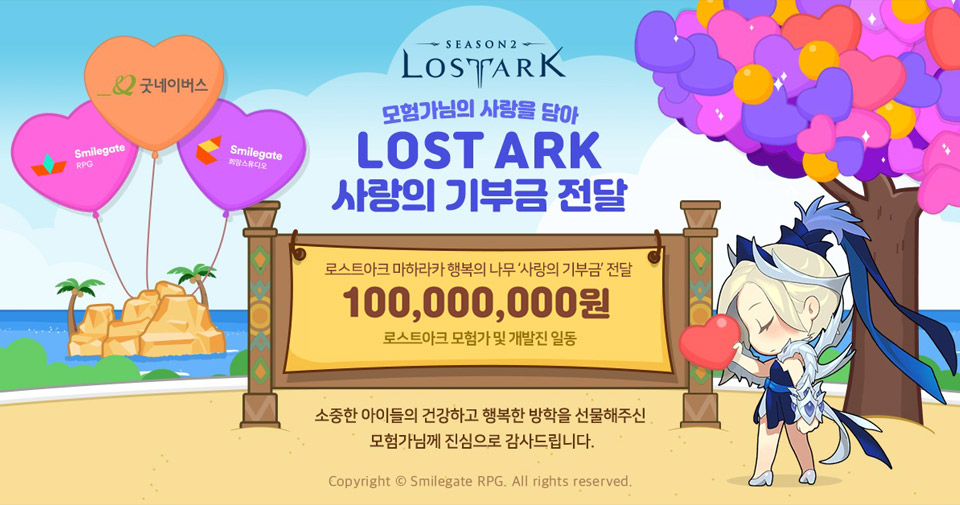 SEASON 2
LOST ARK
굿네이버스
Smilegate
RPG
Smilegate
희망스튜디오
모험가님의 사랑을 담아
LOST ARK
사랑의 기부금 전달
로스트아크 마하라카 행복의 나무 '사랑의 기부금' 전달
100,000,000원
로스트아크 모험가 및 개발진 일동
소중한 아이들의 건강하고 행복한 방학을 선물해주신
모험가님께 진심으로 감사드립니다.
Copyright © Smilegate RPG. All rights reserved.